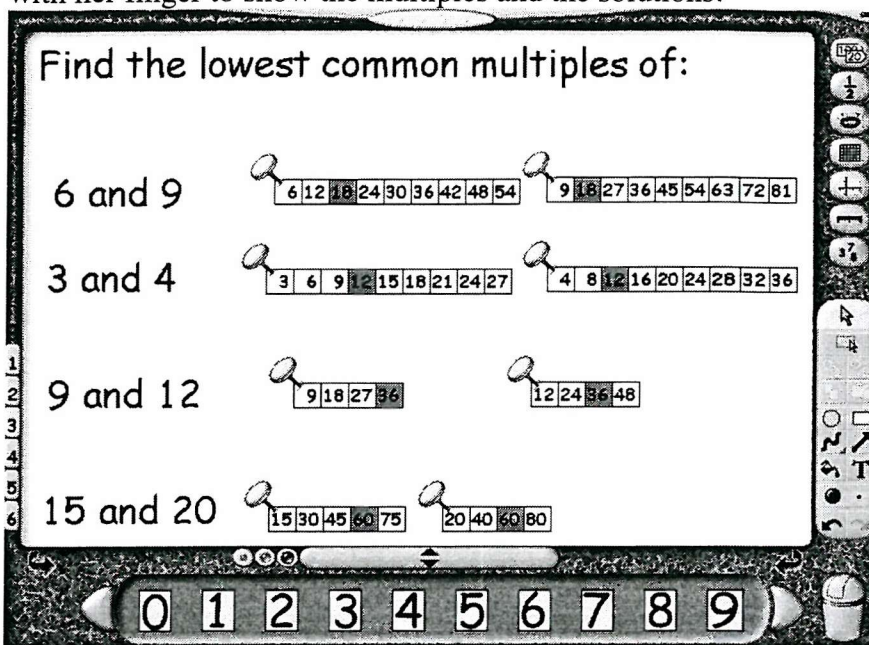 with her finger to show the multiples and the solutions.
Find the lowest common multiples of:
6 and 9
6 12 18 24 30 36 42 48 54
9 18 27 36 45 54 63 72 81
3 and 4
3 6 9 12 15 18 21 24 27
4 8 12 16 20 24 28 32 36
9 and 12
9 18 27 36
12 24 36 48
15 and 20
15 30 45 60 75
20 40 60 80
1
2
3
4
5
6
1/2
T
0 1 2 3 4 5 6 7 8 9